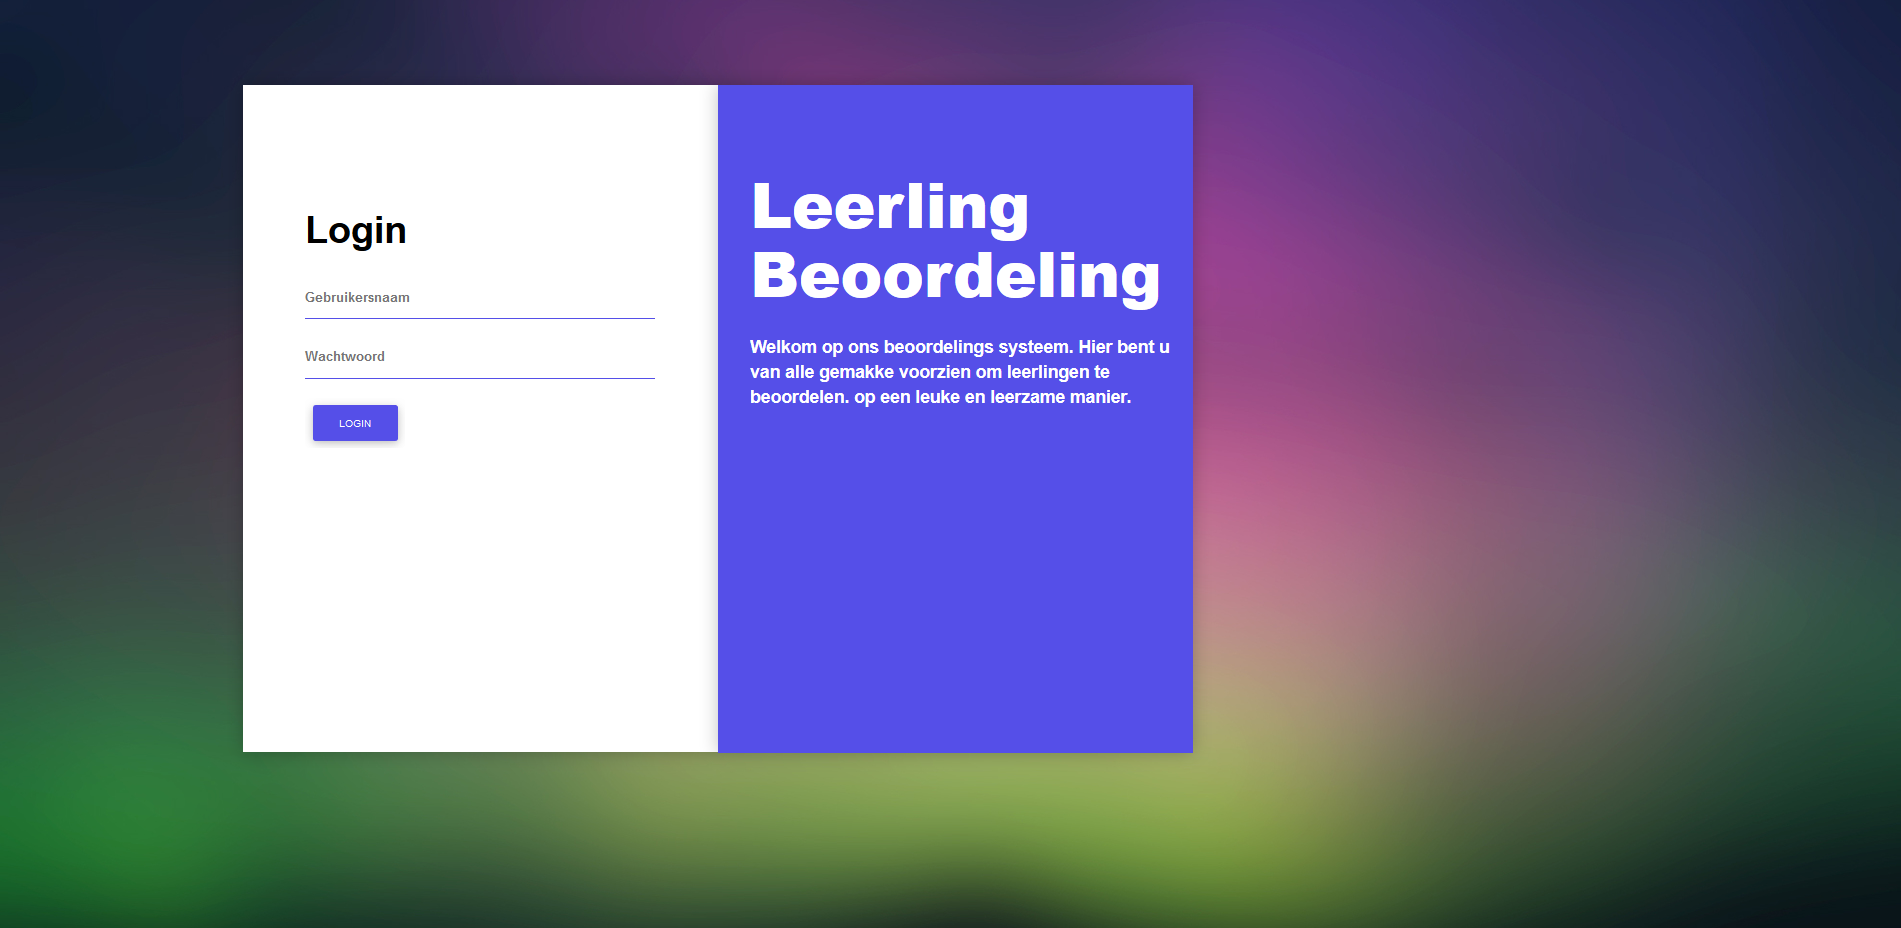 Login
Gebruikersnaam
Wachtwoord
LOGIN
Leerling
Beoordeling
Welkom op ons beoordelings systeem. Hier bent u
van alle gemakke voorzien om leerlingen te
beoordelen. op een leuke en leerzame manier.